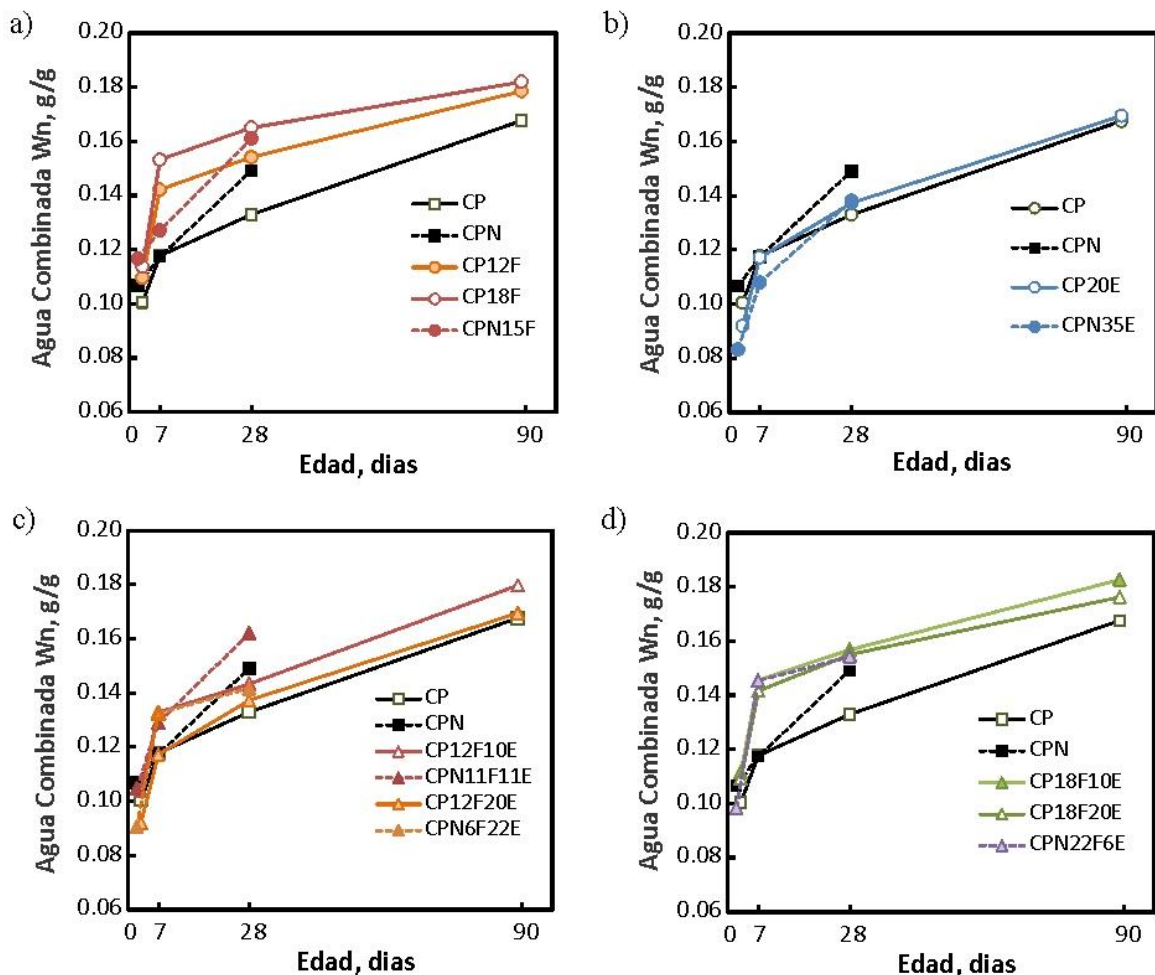 a)
Agua Combinada Wn, g/g
0.20
0.18
0.16
0.14
0.12
0.10
0.08
0.06
CP
CPN
CP12F
CP18F
CPN15F
0 7 28 90
Edad, dias
b)
Agua Combinada Wn, g/g
0.20
0.18
0.16
0.14
0.12
0.10
0.08
0.06
CP
CPN
CP20E
CPN35E
0 7 28 90
Edad, dias
c)
Agua Combinada Wn, g/g
0.20
0.18
0.16
0.14
0.12
0.10
0.08
0.06
CP
CPN
CP12F10E
CPN11F11E
CP12F20E
CPN6F22E
0 7 28 90
Edad, dias
d)
Agua Combinada Wn, g/g
0.20
0.18
0.16
0.14
0.12
0.10
0.08
0.06
CP
CPN
CP18F10E
CP18F20E
CPN22F6E
0 7 28 90
Edad, dias